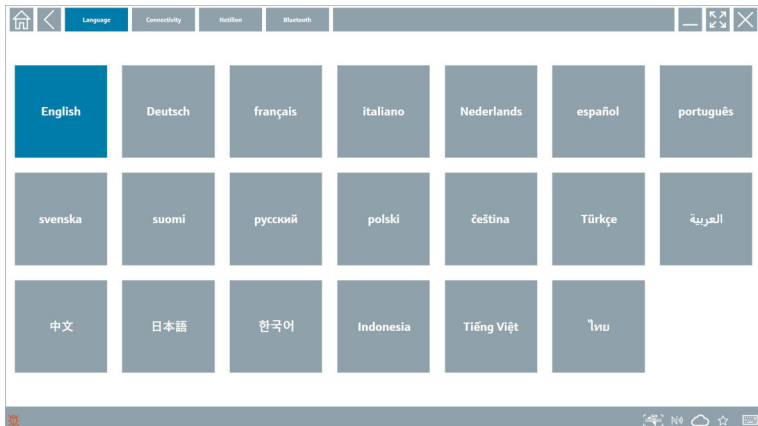 Language Connectivity Netilion Bluetooth
English Deutsch français italiano Nederlands español português
svenska suomi русский polski čeština Türkçe العربية
中文 日本語 한국어 Indonesia Tiếng Việt ไทย